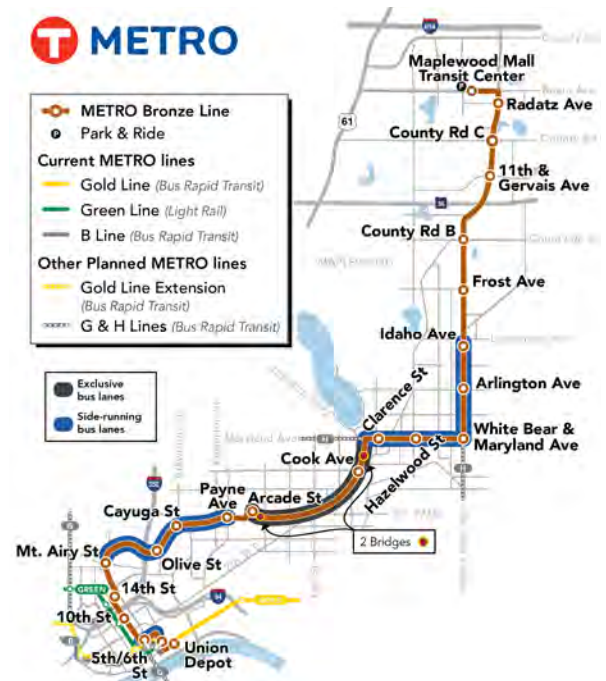 T METRO
METRO Bronze Line
P Park & Ride
Current METRO lines
Gold Line (Bus Rapid Transit)
Green Line (Light Rail)
B Line (Bus Rapid Transit)
Other Planned METRO lines
Gold Line Extension
(Bus Rapid Transit)
G & H Lines (Bus Rapid Transit)
Exclusive
bus lanes
Side-running
bus lanes
Maplewood Mall
Transit Center
P
Radatz Ave
61
County Rd C
11th &
Gervais Ave
36
County Rd B
Frost Ave
Idaho Ave
Arlington Ave
Clarence St
White Bear &
Maryland Ave
Maryland Ave
H
Hazelwood St
H
Cook Ave
Arcade St
Payne
Ave
Cayuga St
2 Bridges
Olive St
Mt. Airy St
GREEN
14th St
94
10th St
5th/6th
St
Union
Depot